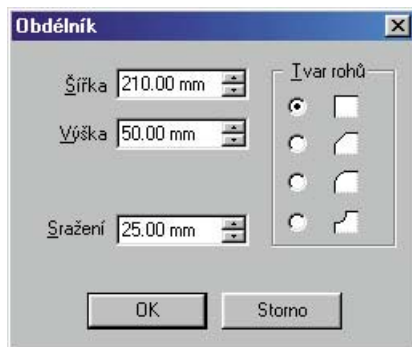 Obdélník
Šířka 210.00 mm
Výška 50.00 mm
Sražení 25.00 mm
Tvar rohů
OK Storno